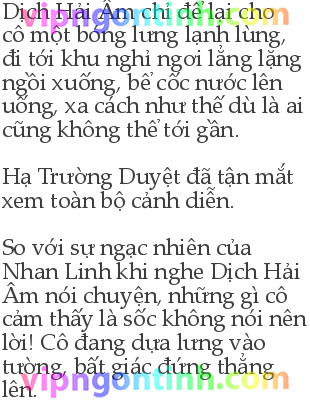 Dịch Hải Âm chỉ để lại cho
cô một bóng lưng lạnh lùng,
đi tới khu nghỉ ngơi lẳng lặng
ngồi xuống, bể cốc nước lên
uống, xa cách như thế dù là ai
cũng không thể tới gần.
Hạ Trường Duyệt đã tận mắt
xem toàn bộ cảnh diễn.
So với sự ngạc nhiên của
Nhan Linh khi nghe Dịch Hải
Âm nói chuyện, những gì cô
cảm thấy là sốc không nói nên
lời! Cô đang dựa lưng vào
tường, bất giác đứng thẳng
lên.
vipngontinh.com
vipngontinh.com
vipngontinh.com